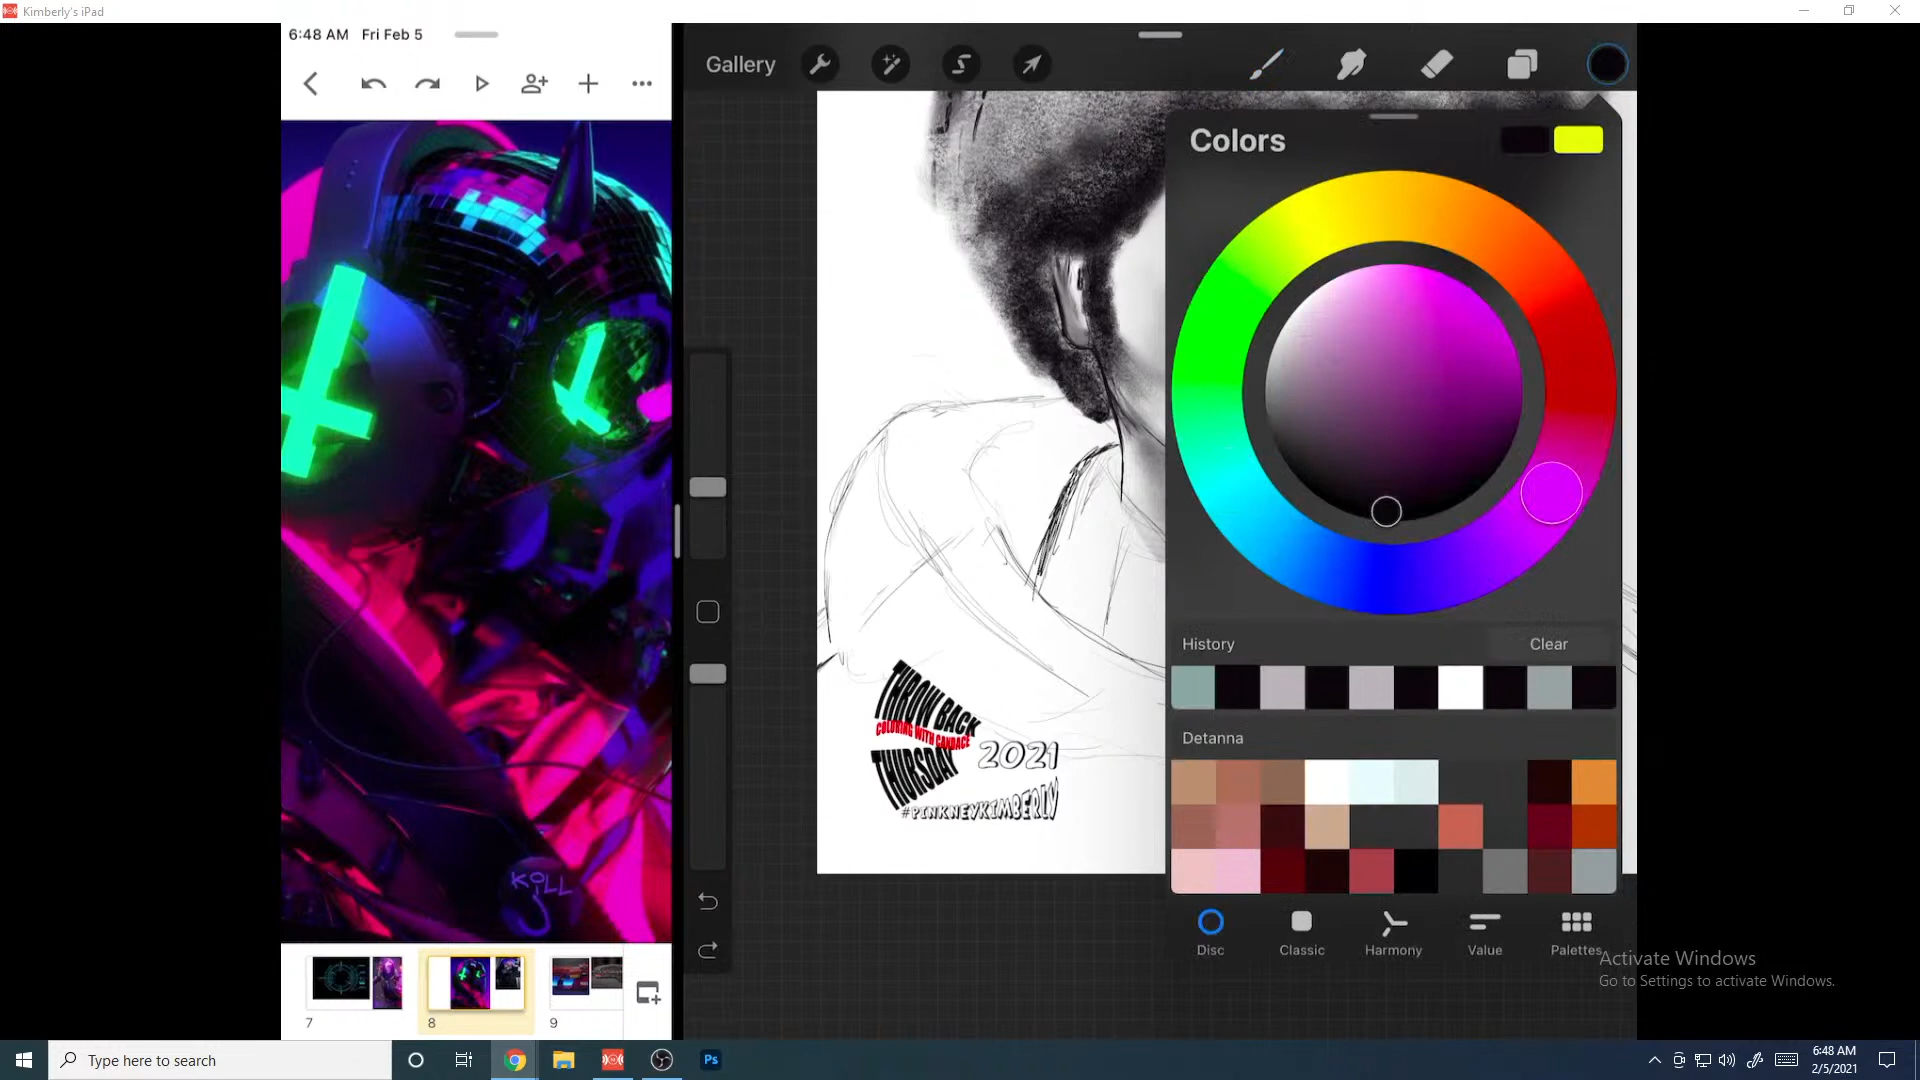 Kimberly's iPad
6:48 AM Fri Feb 5
Gallery
Colors
History
Clear
Detanna
THROW BACK
COLORING WITH CANDACE
THURSDAY
2021
#PINKNEYKIMBERLY
KILL
Disc
Classic
Harmony
Value
Palettes
Activate Windows
Go to Settings to activate Windows.
7
8
9
Type here to search
Ps
6:48 AM
2/5/2021